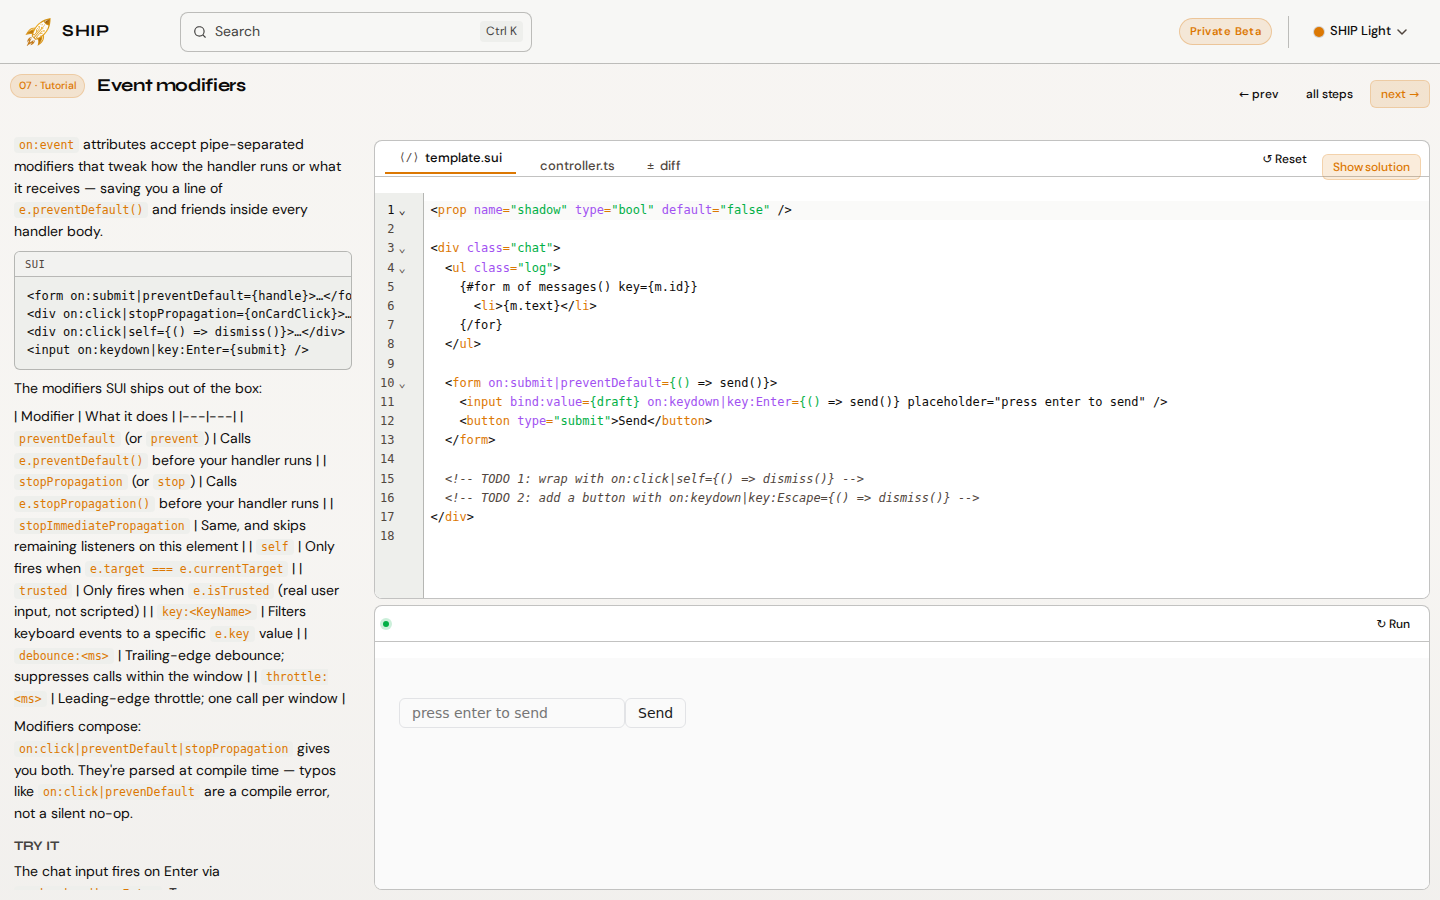 SHIP
Search
Ctrl K
Private Beta
SHIP Light
07 · Tutorial
Event modifiers
← prev
all steps
next →
on:event attributes accept pipe-separated
modifiers that tweak how the handler runs or what
it receives — saving you a line of
e.preventDefault() and friends inside every
handler body.
SUI
<form on:submit|preventDefault={handle}>…</fo
<div on:click|stopPropagation={onCardClick}>…
<div on:click|self={() => dismiss()}>…</div>
<input on:keydown|key:Enter={submit} />
The modifiers SUI ships out of the box:
| Modifier | What it does | |---|---| |
preventDefault (or prevent ) | Calls
e.preventDefault() before your handler runs | |
stopPropagation (or stop ) | Calls
e.stopPropagation() before your handler runs | |
stopImmediatePropagation | Same, and skips
remaining listeners on this element | | self | Only
fires when e.target === e.currentTarget | |
trusted | Only fires when e.isTrusted (real user
input, not scripted) | | key:<KeyName> | Filters
keyboard events to a specific e.key value | |
debounce:<ms> | Trailing-edge debounce;
suppresses calls within the window | | throttle:
<ms> | Leading-edge throttle; one call per window |
Modifiers compose:
on:click|preventDefault|stopPropagation gives
you both. They're parsed at compile time — typos
like on:click|prevenDefault are a compile error,
not a silent no-op.
TRY IT
The chat input fires on Enter via
⟨/⟩ template.sui
controller.ts
± diff
↺ Reset
Show solution
1 <prop name="shadow" type="bool" default="false" />
2
3 <div class="chat">
4 <ul class="log">
5 {#for m of messages() key={m.id}}
6 <li>{m.text}</li>
7 {/for}
8 </ul>
9
10 <form on:submit|preventDefault={() => send()}>
11 <input bind:value={draft} on:keydown|key:Enter={() => send()} placeholder="press enter to send" />
12 <button type="submit">Send</button>
13 </form>
14
15 <!-- TODO 1: wrap with on:click|self={() => dismiss()} -->
16 <!-- TODO 2: add a button with on:keydown|key:Escape={() => dismiss()} -->
17 </div>
18
↻ Run
press enter to send
Send